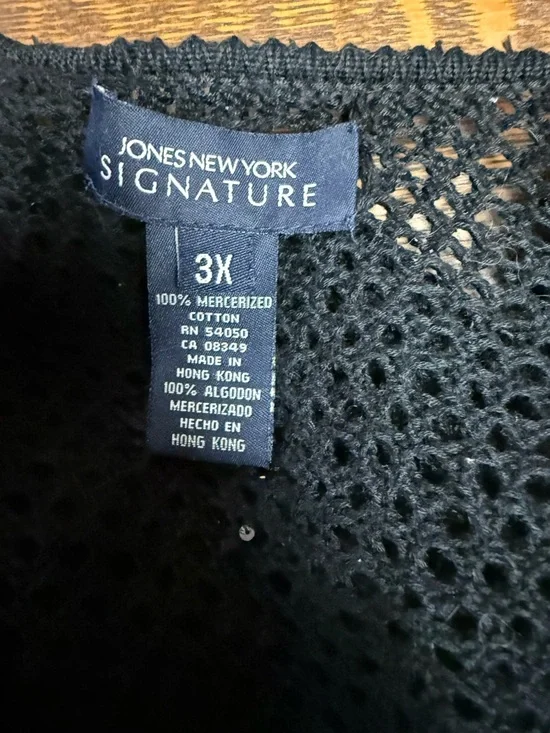 JONES NEW YORK
SIGNATURE
3X
100% MERCERIZED
COTTON
RN 54050
CA 08349
MADE IN
HONG KONG
100% ALGODON
MERCERIZADO
HECHO EN
HONG KONG